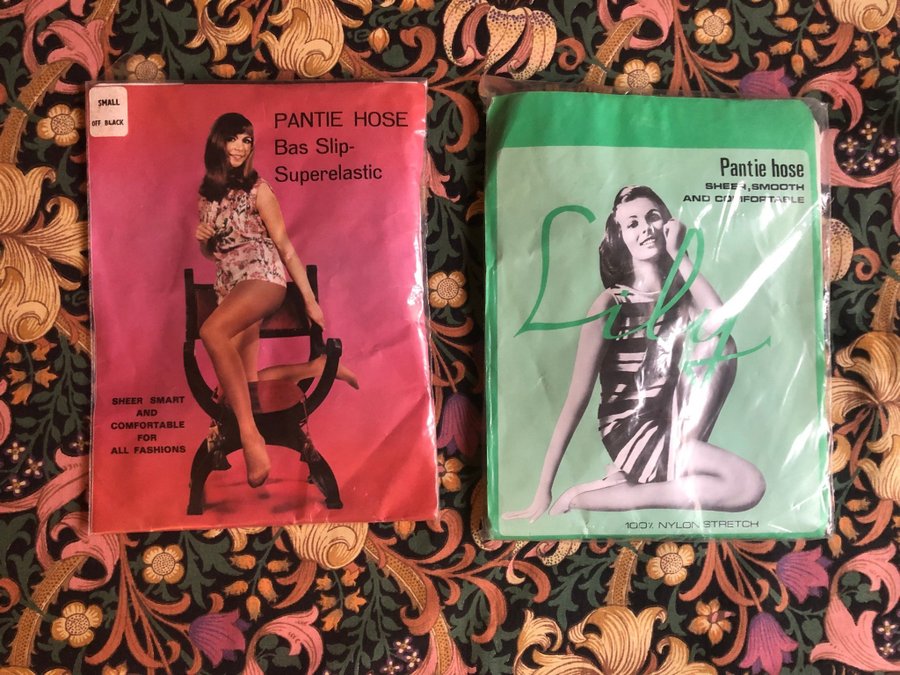 SMALL
OFF BLACK
PANTIE HOSE
Bas Slip-
Superelastic
SHEER SMART
AND
COMFORTABLE
FOR
ALL FASHIONS
Pantie hose
SHEER, SMOOTH
AND COMFORTABLE
Lily
100% NYLON STRETCH